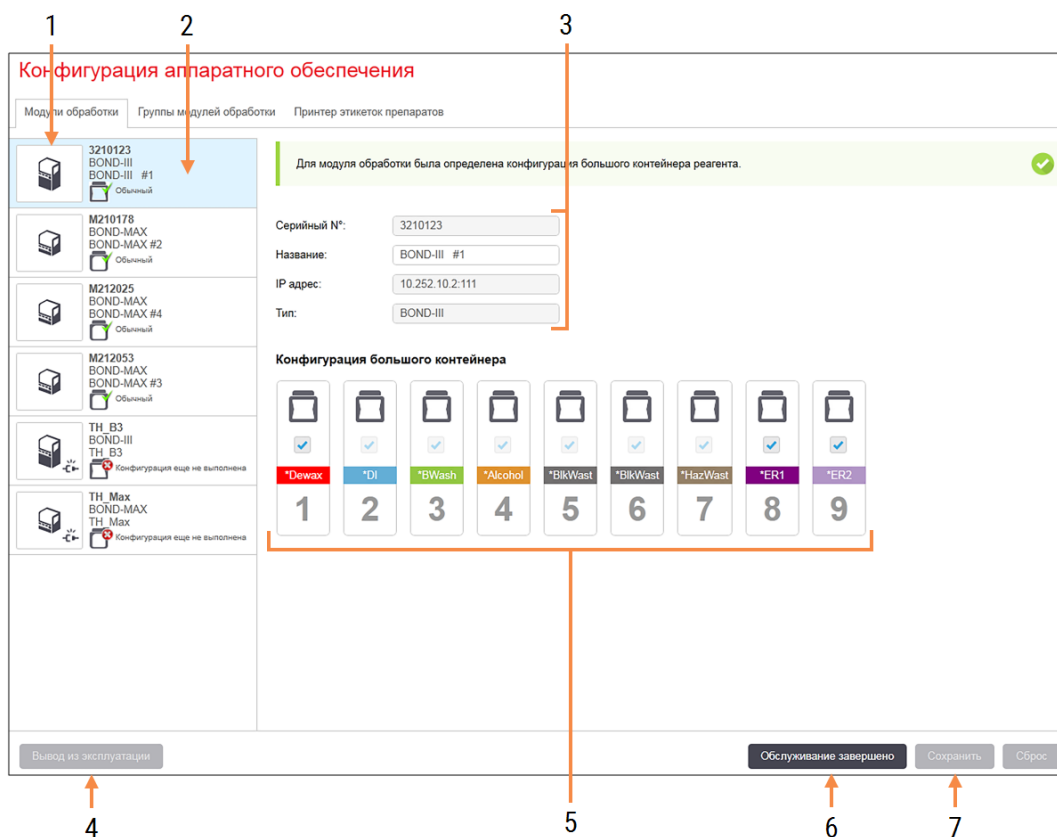 1
2
3
Конфигурация аппаратного обеспечения
Модули обработки
Группы модулей обработки
Принтер этикеток препаратов
3210123
BOND-III
BOND-III #1
Обычный
M210178
BOND-MAX
BOND-MAX #2
Обычный
M212025
BOND-MAX
BOND-MAX #4
Обычный
M212053
BOND-MAX
BOND-MAX #3
Обычный
TH_B3
BOND-III
TH_B3
Конфигурация еще не выполнена
TH_Max
BOND-MAX
TH_Max
Конфигурация еще не выполнена
Для модуля обработки была определена конфигурация большого контейнера реагента.
Серийный N°: 3210123
Название: BOND-III #1
IP адрес: 10.252.10.2:111
Тип: BOND-III
Конфигурация большого контейнера
*Dewax *DI *BWash *Alcohol *BlkWast *BlkWast *HazWast *ER1 *ER2
1 2 3 4 5 6 7 8 9
Вывод из эксплуатации
Обслуживание завершено
Сохранить
Сброс
4
5
6
7